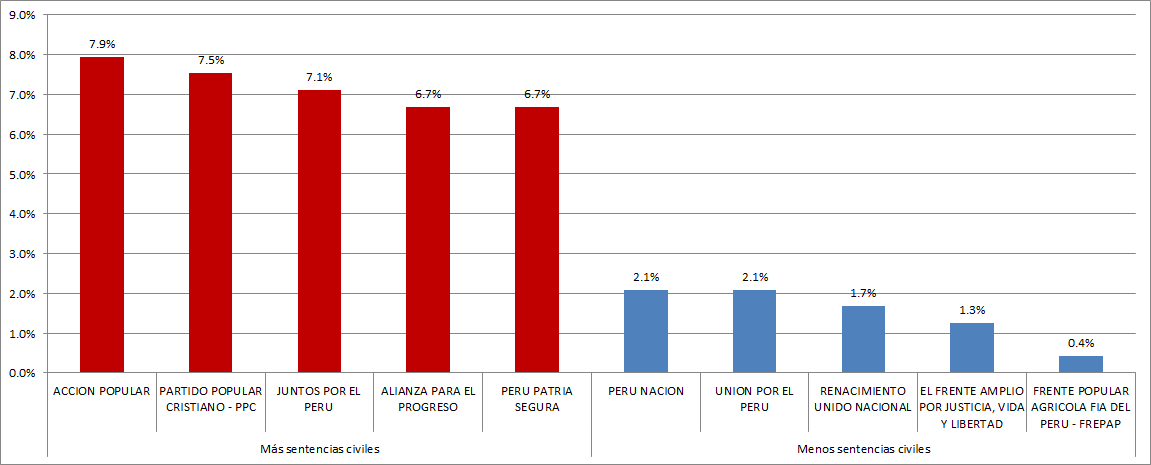 9.0%
8.0%
7.0%
6.0%
5.0%
4.0%
3.0%
2.0%
1.0%
0.0%
7.9%
7.5%
7.1%
6.7%
6.7%
2.1%
2.1%
1.7%
1.3%
0.4%
ACCION POPULAR
PARTIDO POPULAR
CRISTIANO - PPC
JUNTOS POR EL
PERU
ALIANZA PARA EL
PROGRESO
PERU PATRIA
SEGURA
PERU NACION
UNION POR EL
PERU
RENACIMIENTO
UNIDO NACIONAL
EL FRENTE AMPLIO
POR JUSTICIA, VIDA
Y LIBERTAD
FRENTE POPULAR
AGRICOLA FIA DEL
PERU - FREPAP
Más sentencias civiles
Menos sentencias civiles